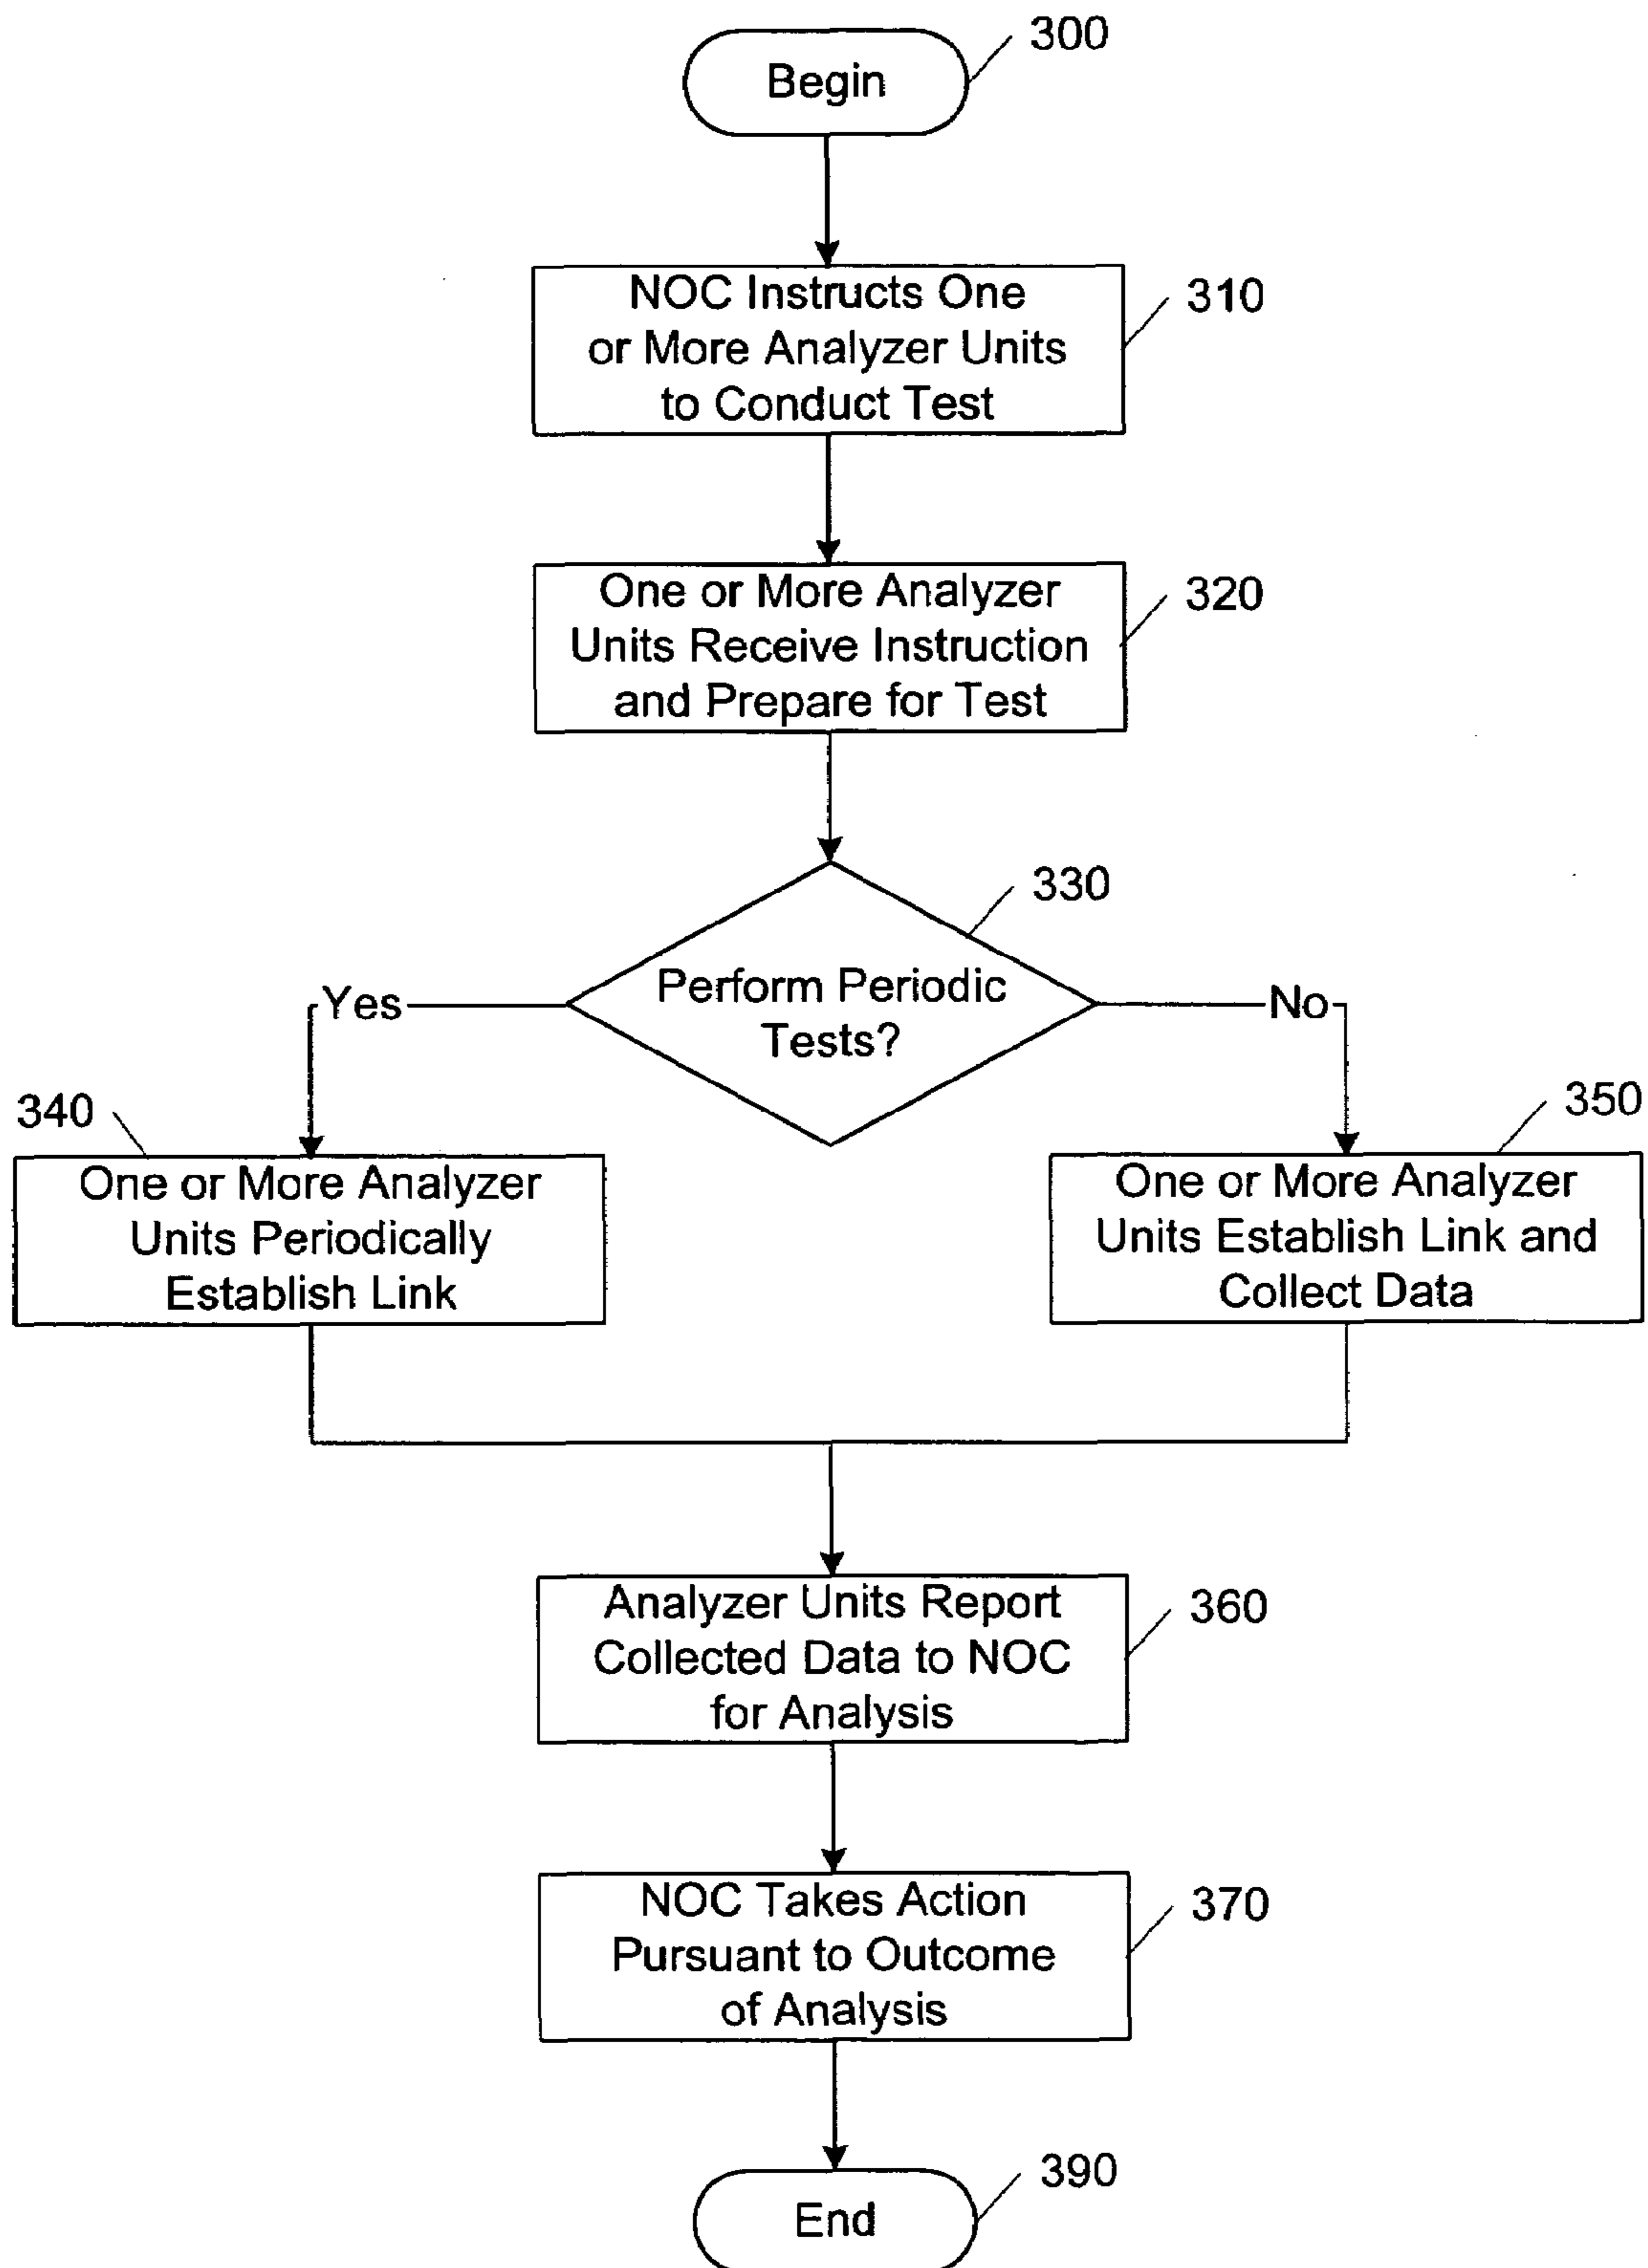 300
Begin
310
NOC Instructs One
or More Analyzer Units
to Conduct Test
320
One or More Analyzer
Units Receive Instruction
and Prepare for Test
330
Perform Periodic
Tests?
Yes
No
340
One or More Analyzer
Units Periodically
Establish Link
350
One or More Analyzer
Units Establish Link and
Collect Data
360
Analyzer Units Report
Collected Data to NOC
for Analysis
370
NOC Takes Action
Pursuant to Outcome
of Analysis
390
End